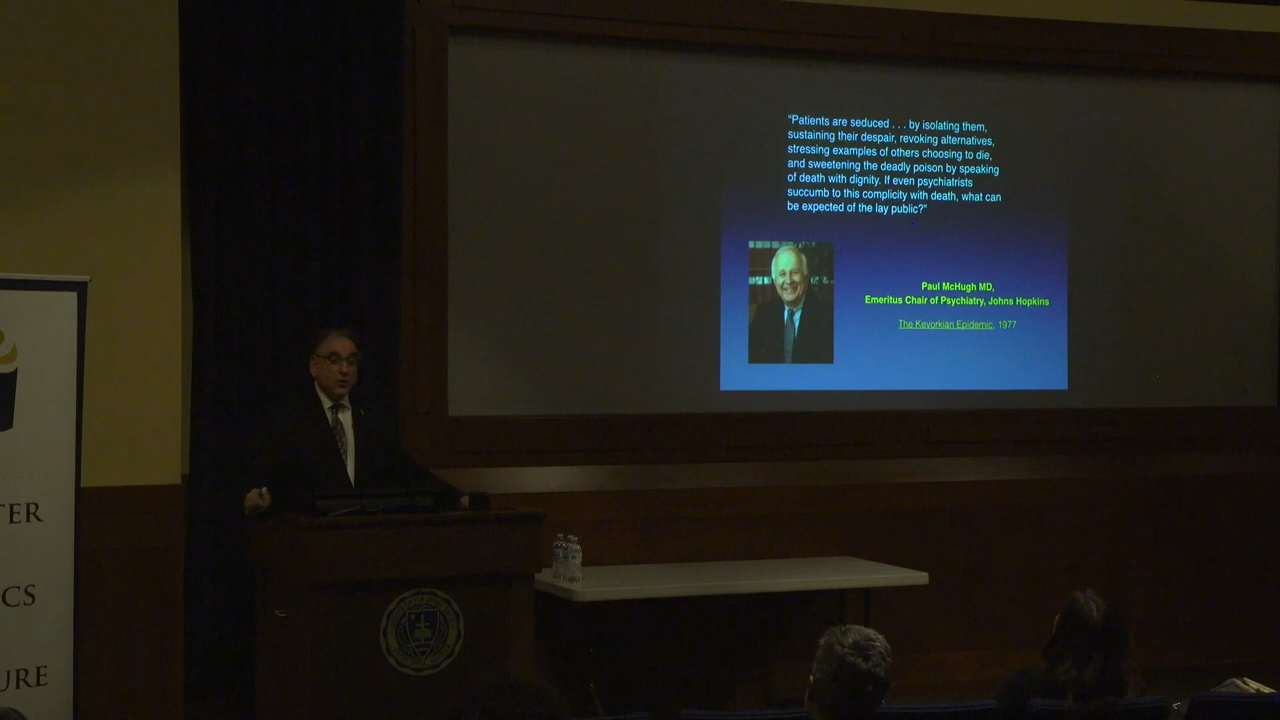 "Patients are seduced . . . by isolating them,
sustaining their despair, revoking alternatives,
stressing examples of others choosing to die,
and sweetening the deadly poison by speaking
of death with dignity. If even psychiatrists
succumb to this complicity with death, what can
be expected of the lay public?"
Paul McHugh MD,
Emeritus Chair of Psychiatry, Johns Hopkins
The Kevorkian Epidemic, 1977
TER
CS
URE